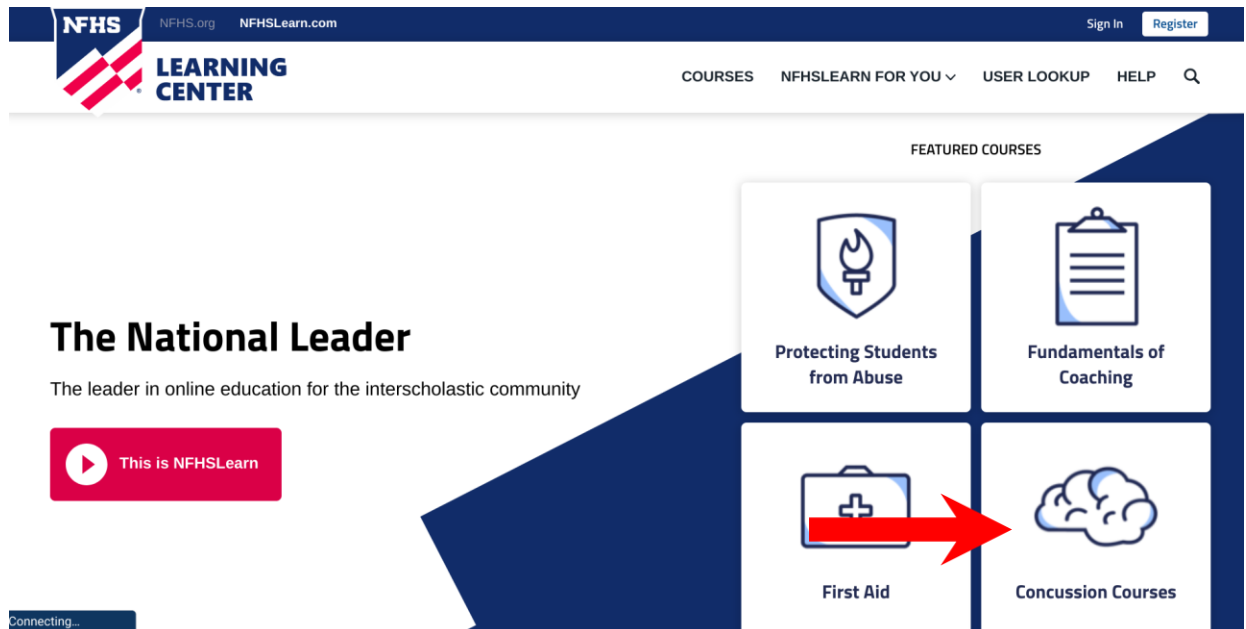 NFHS
NFHS.org NFHSLearn.com
Sign In Register
LEARNING
CENTER
COURSES NFHSLEARN FOR YOU USER LOOKUP HELP
FEATURED COURSES
The National Leader
The leader in online education for the interscholastic community
This is NFHSLearn
Protecting Students
from Abuse
Fundamentals of
Coaching
First Aid
Concussion Courses
Connecting...